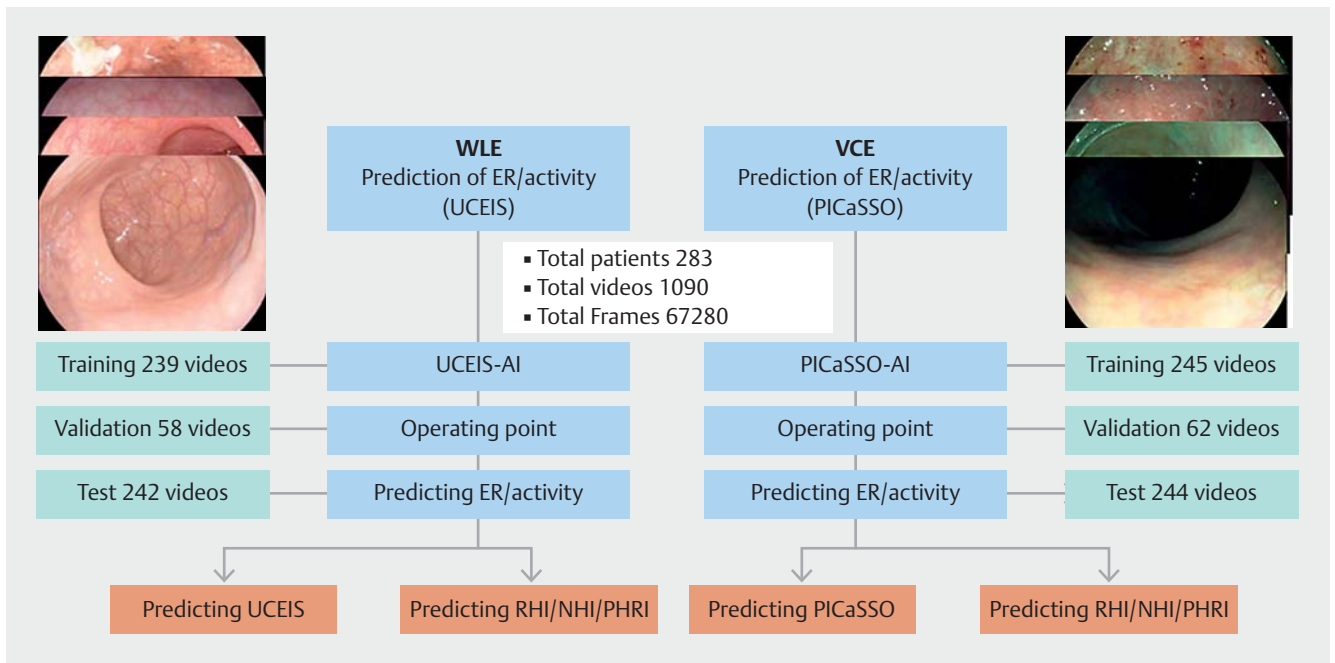 WLE
Prediction of ER/activity
(UCEIS)
VCE
Prediction of ER/activity
(PICaSSO)
▪ Total patients 283
▪ Total videos 1090
▪ Total Frames 67280
Training 239 videos
UCEIS-AI
PICaSSO-AI
Training 245 videos
Validation 58 videos
Operating point
Operating point
Validation 62 videos
Test 242 videos
Predicting ER/activity
Predicting ER/activity
Test 244 videos
Predicting UCEIS
Predicting RHI/NHI/PHRI
Predicting PICaSSO
Predicting RHI/NHI/PHRI